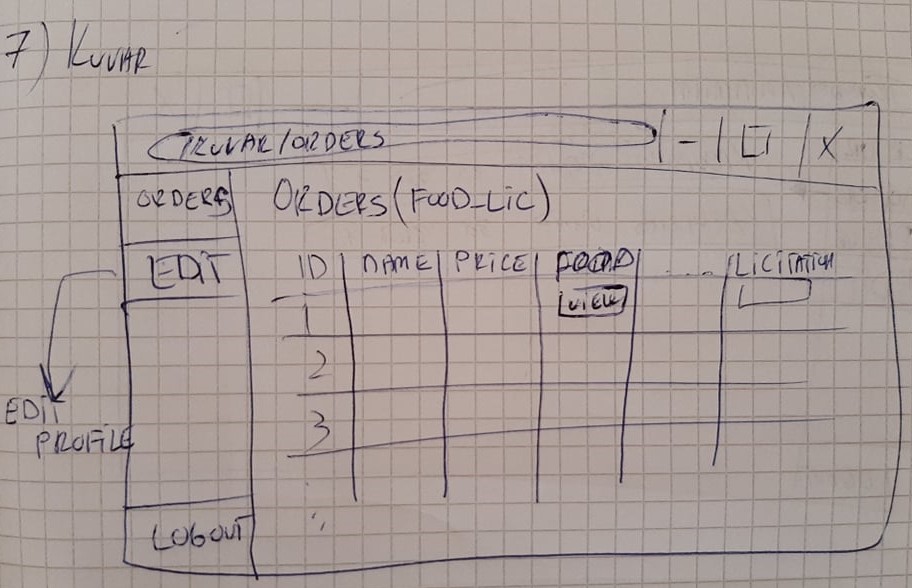 7) KUVAR
/KUVAR/ORDERS
- X
ORDERS
ORDERS (FOOD_LIC)
EDIT
ID NAME PRICE FOOD ..... LICITATION
VIEW
1
2
3
EDIT
PROFILE
LOGOUT